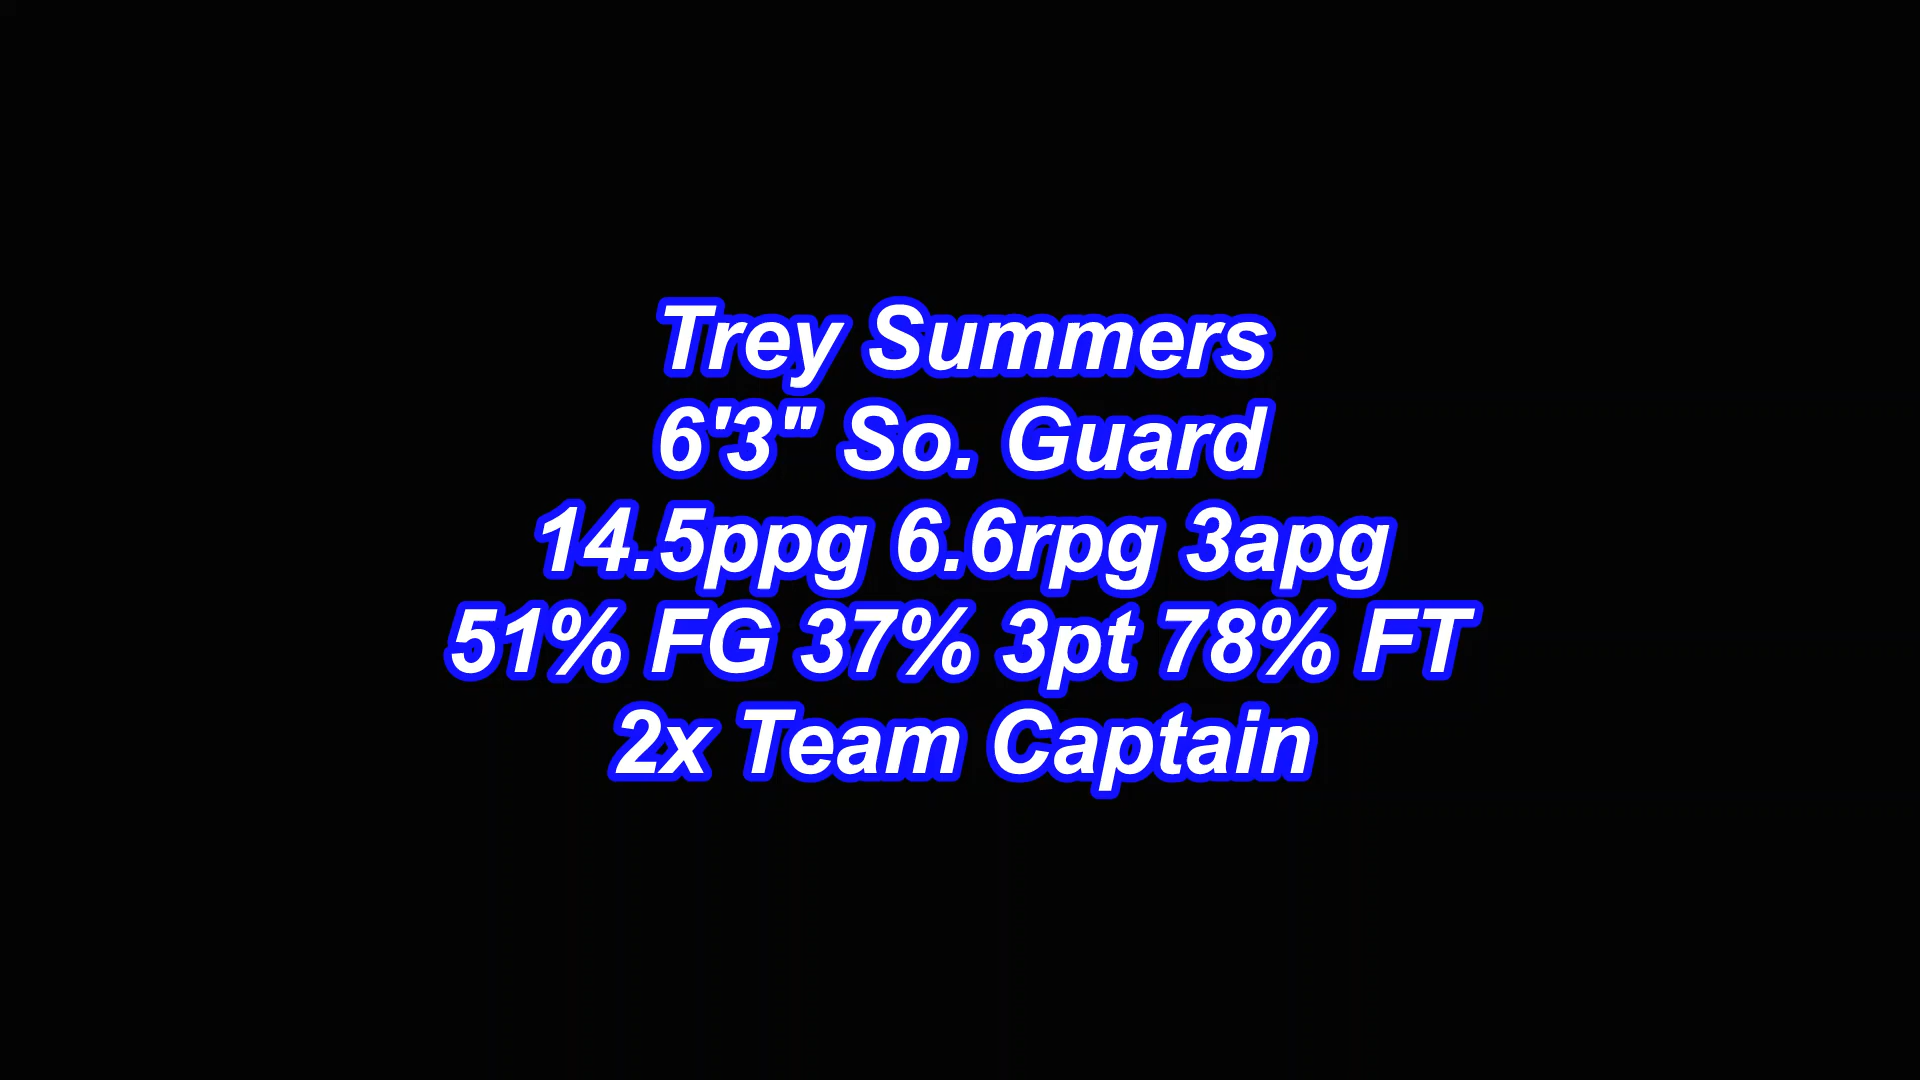 Trey Summers
6'3" So. Guard
14.5ppg 6.6rpg 3apg
51% FG 37% 3pt 78% FT
2x Team Captain